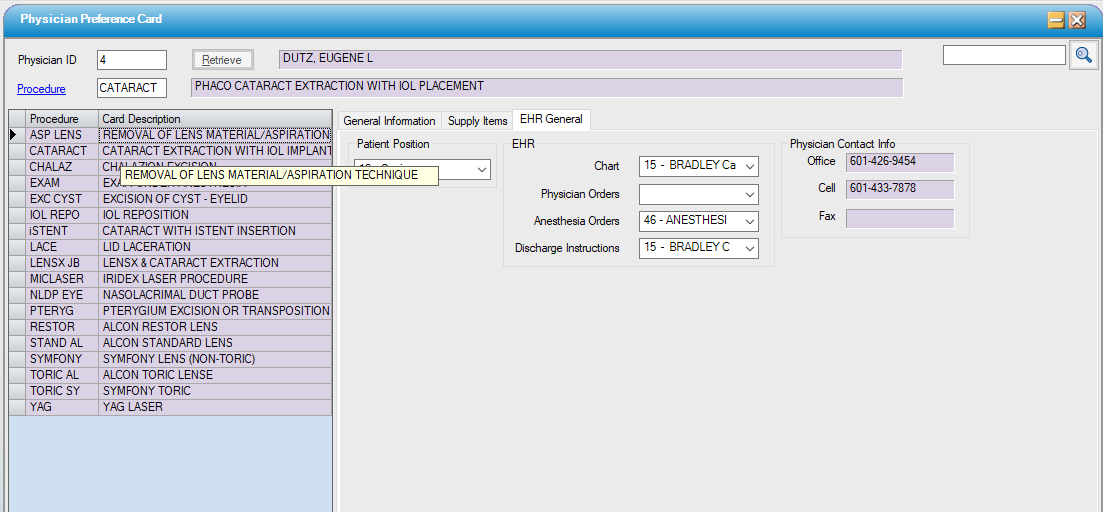 Physician Preference Card
Physician ID 4 Retrieve DUTZ, EUGENE L
Procedure CATARACT PHACO CATARACT EXTRACTION WITH IOL PLACEMENT
Procedure Card Description
ASP LENS REMOVAL OF LENS MATERIAL/ASPIRATION
CATARACT CATARACT EXTRACTION WITH IOL IMPLANT
CHALAZ CHALAZION EXCISION
REMOVAL OF LENS MATERIAL/ASPIRATION TECHNIQUE
EXAM
EXC CYST EXCISION OF CYST - EYELID
IOL REPO IOL REPOSITION
iSTENT CATARACT WITH ISTENT INSERTION
LACE LID LACERATION
LENSX JB LENSX & CATARACT EXTRACTION
MICLASER IRIDEX LASER PROCEDURE
NLDP EYE NASOLACRIMAL DUCT PROBE
PTERYG PTERYGIUM EXCISION OR TRANSPOSITION
RESTOR ALCON RESTOR LENS
STAND AL ALCON STANDARD LENS
SYMFONY SYMFONY LENS (NON-TORIC)
TORIC AL ALCON TORIC LENSE
TORIC SY SYMFONY TORIC
YAG YAG LASER
General Information Supply Items EHR General
Patient Position
EHR
Chart 15 - BRADLEY Ca
Physician Orders
Anesthesia Orders 46 - ANESTHESI
Discharge Instructions 15 - BRADLEY C
Physician Contact Info
Office 601-426-9454
Cell 601-433-7878
Fax